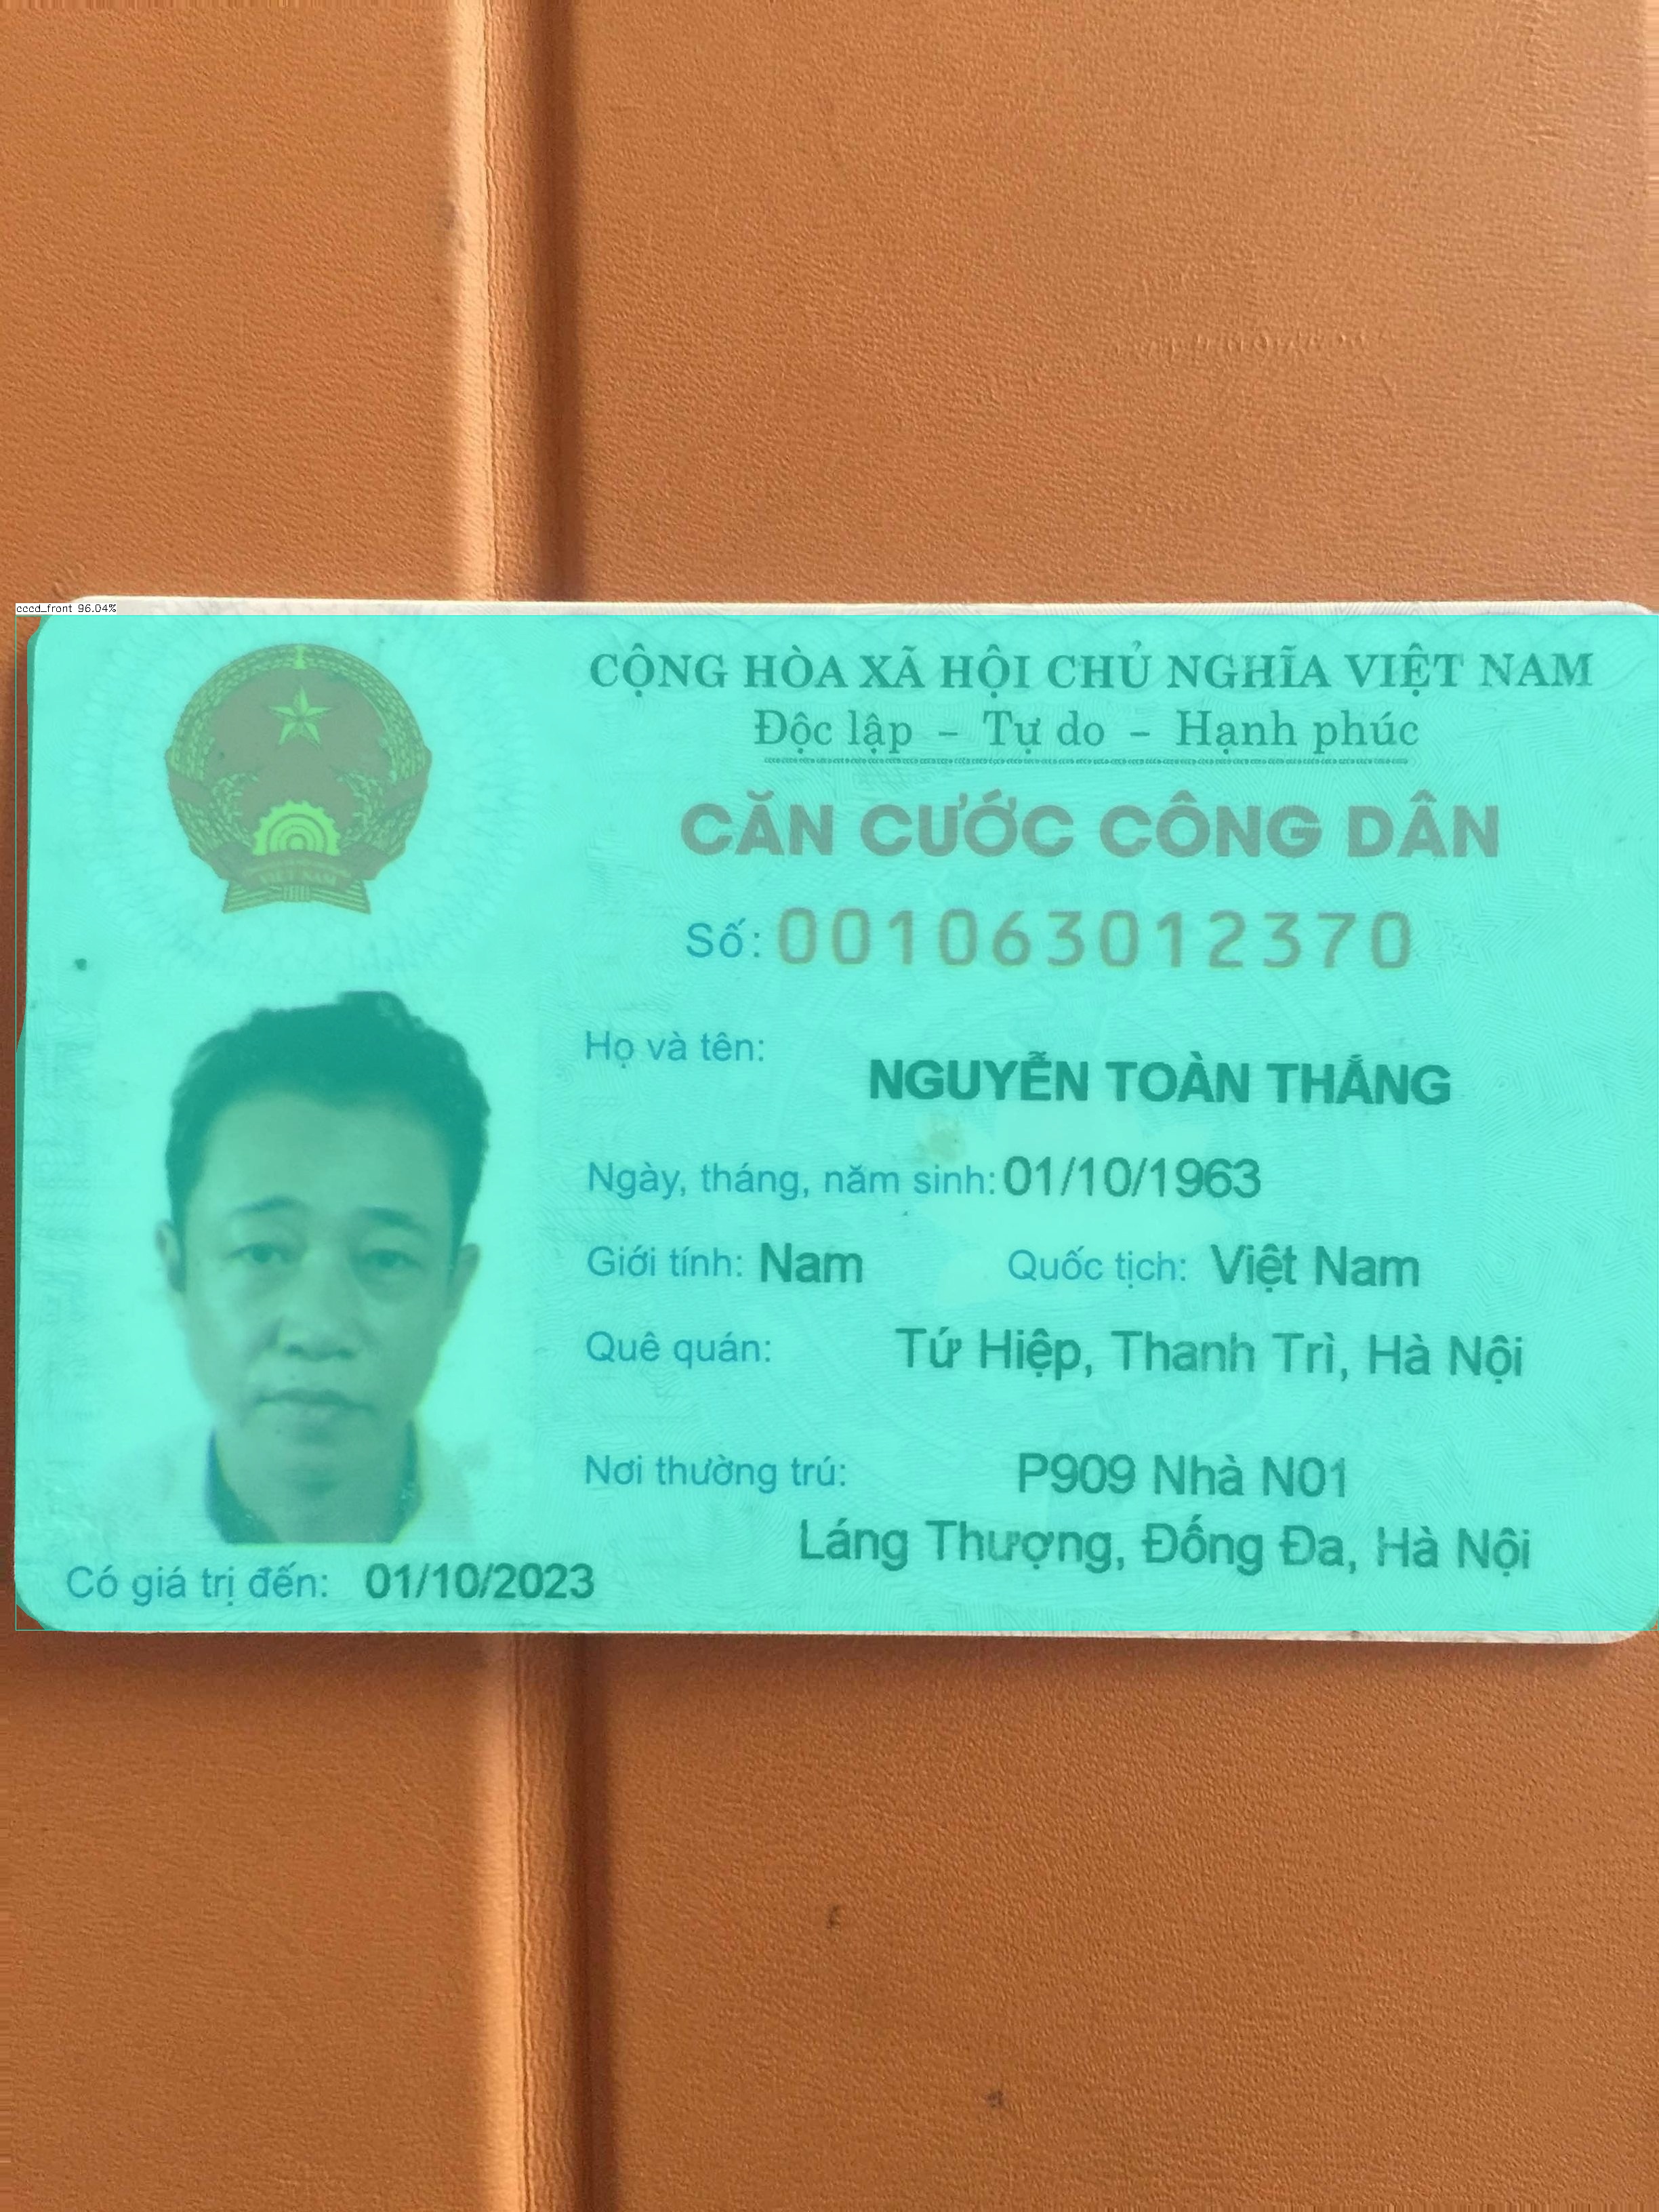 cccd_front 96.04%
CỘNG HÒA XÃ HỘI CHỦ NGHĨA VIỆT NAM
Độc lập - Tự do - Hạnh phúc
CĂN CƯỚC CÔNG DÂN
Số: 001063012370
Họ và tên:
NGUYỄN TOÀN THẮNG
Ngày, tháng, năm sinh: 01/10/1963
Giới tính: Nam Quốc tịch: Việt Nam
Quê quán: Tứ Hiệp, Thanh Trì, Hà Nội
Nơi thường trú: P909 Nhà N01
Láng Thượng, Đống Đa, Hà Nội
Có giá trị đến: 01/10/2023
VIỆT NAM